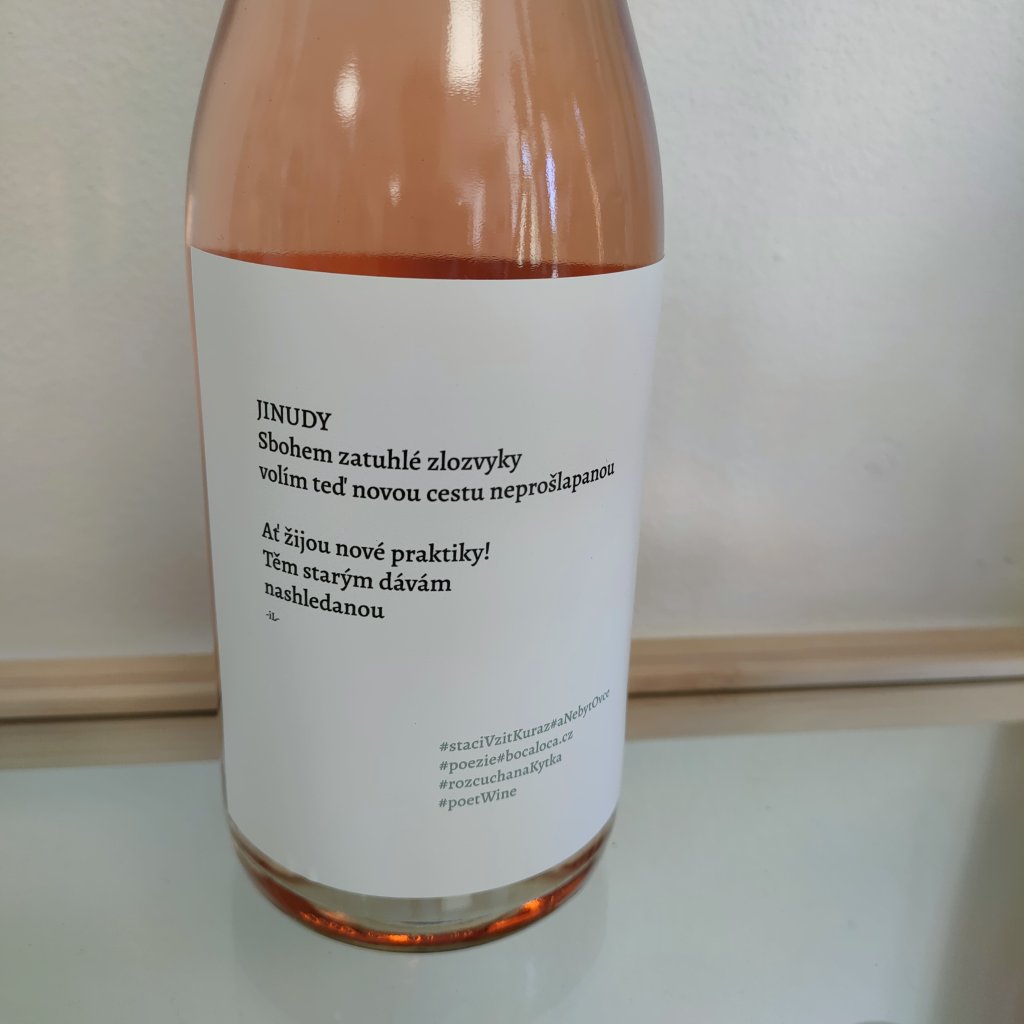 JINUDY
Sbohem zatuhlé zlozvyky
volím teď novou cestu neprošlapanou
Ať žijou nové praktiky!
Těm starým dávám
nashledanou
-iL-
#staciVzitKuraz#aNebytOvce
#poezie#bocaloca.cz
#rozcuchanaKytka
#poetWine